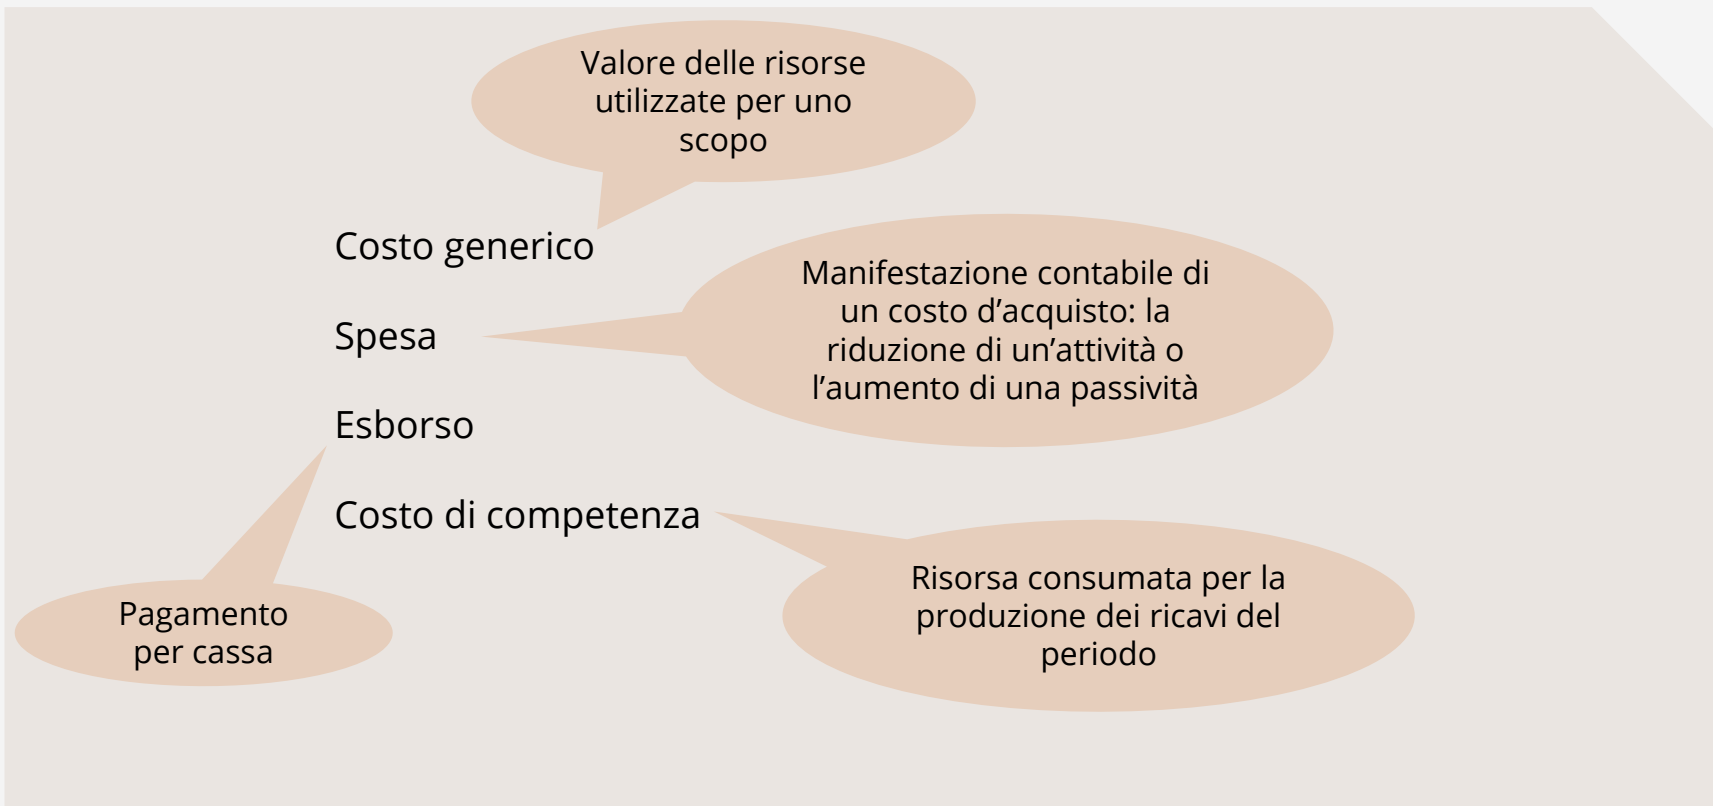 Valore delle risorse
utilizzate per uno
scopo
Costo generico
Manifestazione contabile di
un costo d’acquisto: la
riduzione di un’attività o
l’aumento di una passività
Spesa
Esborso
Costo di competenza
Risorsa consumata per la
produzione dei ricavi del
periodo
Pagamento
per cassa